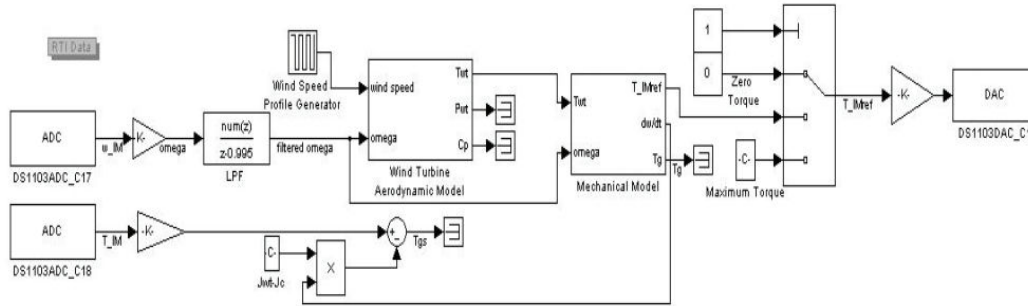 RTI Data
ADC
DS1103ADC_C17
w_IM
-K-
omega
num(z)
z-0.995
LPF
filtered omega
Wind Speed
Profile Generator
wind speed
omega
Twt
Pwt
Cp
Wind Turbine
Aerodynamic Model
Twt
omega
T_IMref
dw/dt
Tg
Mechanical Model
Tg
1
0
Zero
Torque
-C-
Maximum Torque
T_IMref
-K-
DAC
DS1103DAC_C1
ADC
DS1103ADC_C18
T_IM
-K-
-C-
Jwt-Jc
X
+
-
Tgs